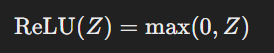 ReLU(Z) = max(0, Z)